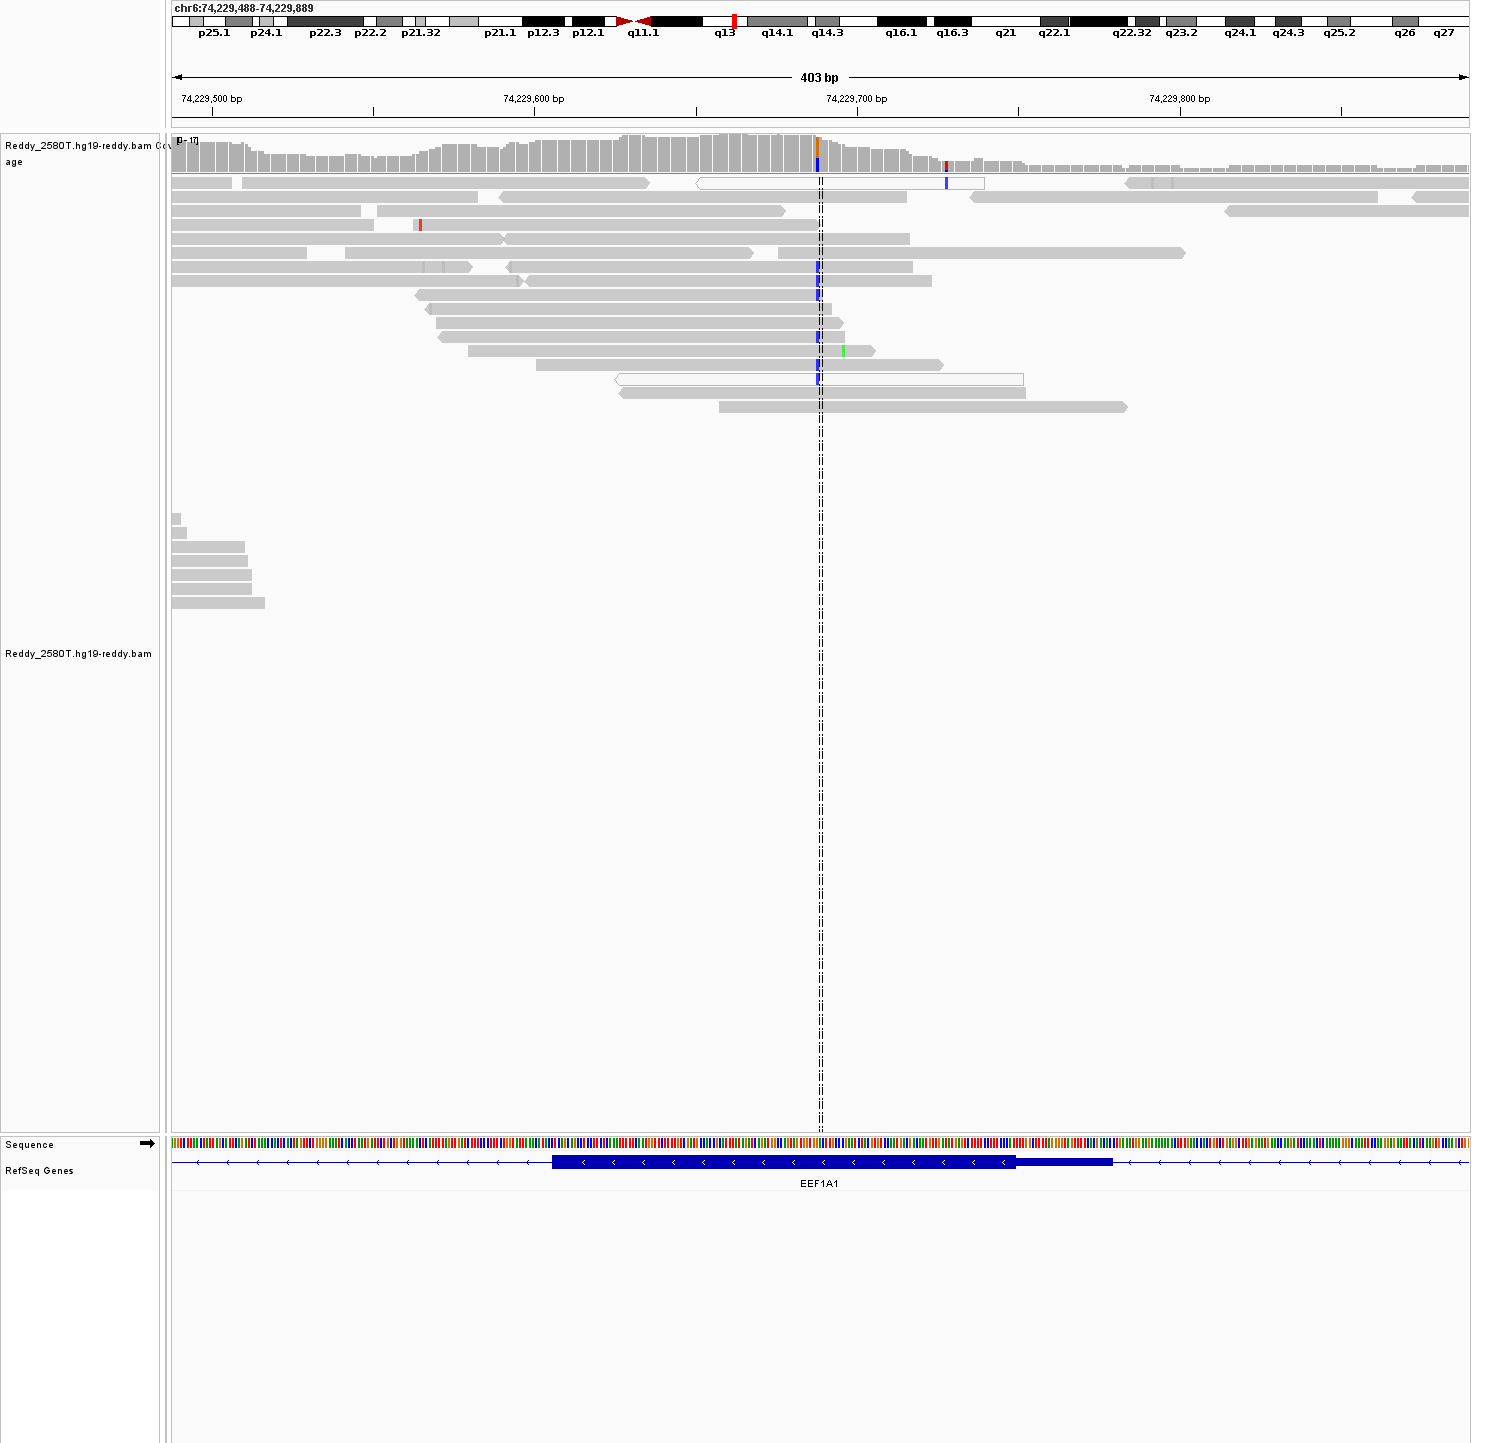 chr6:74,229,488-74,229,889
p25.1 p24.1 p22.3 p22.2 p21.32 p21.1 p12.3 p12.1 q11.1 q13 q14.1 q14.3 q16.1 q16.3 q21 q22.1 q22.32 q23.2 q24.1 q24.3 q25.2 q26 q27
403 bp
74,229,500 bp 74,229,600 bp 74,229,700 bp 74,229,800 bp
Reddy_2580T.hg19-reddy.bam Cov
age
[0 - 17]
Reddy_2580T.hg19-reddy.bam
Sequence
RefSeq Genes
EEF1A1